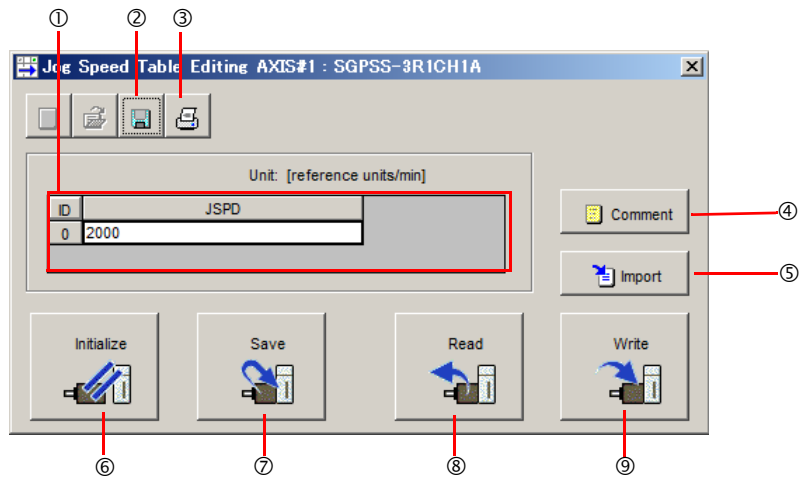 ① ② ③
Jog Speed Table Editing AXIS#1 : SGPSS-3R1CH1A
Unit: [reference units/min]
ID JSPD
0 2000
Comment ④
Import ⑤
Initialize Save Read Write
⑥ ⑦ ⑧ ⑨